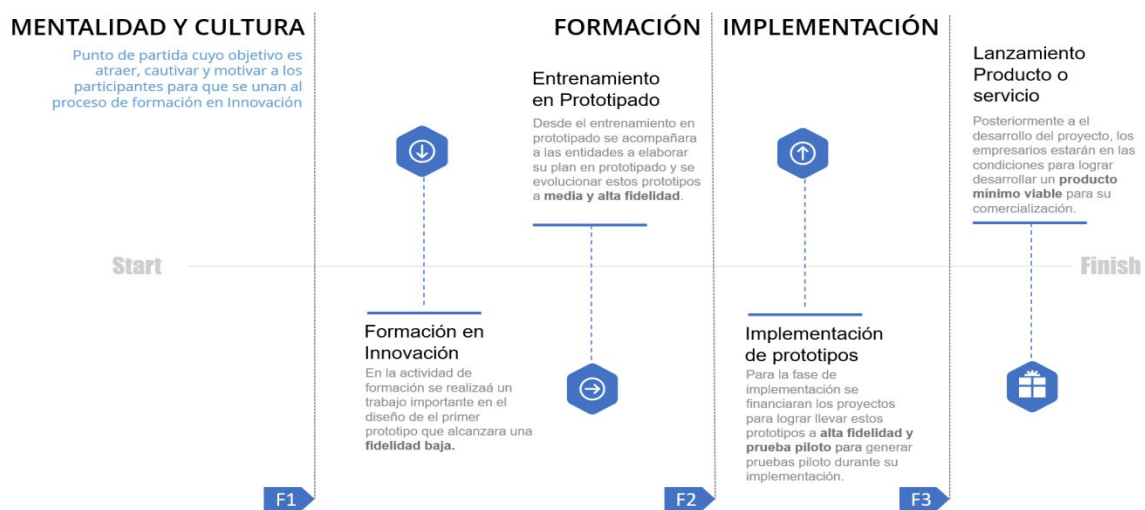 MENTALIDAD Y CULTURA
Punto de partida cuyo objetivo es
atraer, cautivar y motivar a los
participantes para que se unan al
proceso de formación en Innovación
FORMACIÓN
Entrenamiento
en Prototipado
Desde el entrenamiento en
prototipado se acompañara
a las entidades a elaborar
su plan en prototipado y se
evolucionar estos prototipos
a media y alta fidelidad.
IMPLEMENTACIÓN
Lanzamiento
Producto o
servicio
Posteriormente a el
desarrollo del proyecto, los
empresarios estarán en las
condiciones para lograr
desarrollar un producto
mínimo viable para su
comercialización.
Start
Finish
Formación en
Innovación
En la actividad de
formación se realizaá un
trabajo importante en el
diseño de el primer
prototipo que alcanzara una
fidelidad baja.
Implementación
de prototipos
Para la fase de
implementación se
financiaran los proyectos
para lograr llevar estos
prototipos a alta fidelidad y
prueba piloto para generar
pruebas piloto durante su
implementación.
F1
F2
F3